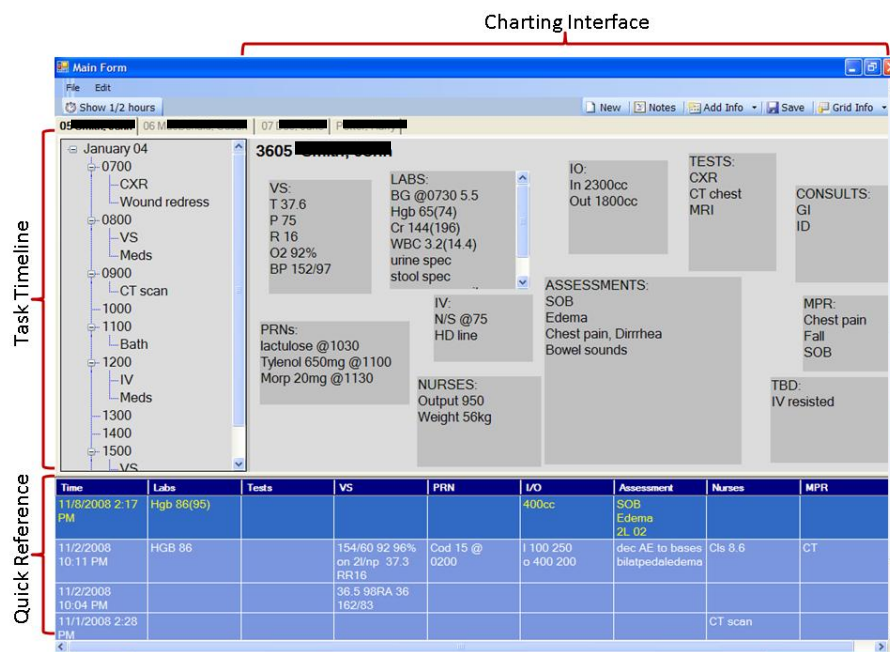 Charting Interface
Main Form
File Edit
Show 1/2 hours New Notes Add Info Save Grid Info
05 06 M 07 D P
Task Timeline
January 04
0700
CXR
Wound redress
0800
VS
Meds
0900
CT scan
1000
1100
Bath
1200
IV
Meds
1300
1400
1500
VS
3605
VS:
T 37.6
P 75
R 16
O2 92%
BP 152/97
LABS:
BG @0730 5.5
Hgb 65(74)
Cr 144(196)
WBC 3.2(14.4)
urine spec
stool spec
IO:
In 2300cc
Out 1800cc
TESTS:
CXR
CT chest
MRI
CONSULTS:
GI
ID
PRNs:
lactulose @1030
Tylenol 650mg @1100
Morp 20mg @1130
IV:
N/S @75
HD line
NURSES:
Output 950
Weight 56kg
ASSESSMENTS:
SOB
Edema
Chest pain, Dirrrhea
Bowel sounds
MPR:
Chest pain
Fall
SOB
TBD:
IV resisted
Quick Reference
Time Labs Tests VS PRN I/O Assessment Nurses MPR
11/8/2008 2:17 Hgb 86(95) 400cc SOB
PM Edema
2L 02
11/2/2008 HGB 86 154/60 92 96% Cod 15 @ I 100 250 dec AE to bases Cls 8.6 CT
10:11 PM on 2l/np 37.3 0200 o 400 200 bilatpedaledema
RR16
11/2/2008 36.5 98RA 36
10:04 PM 162/83
11/1/2008 2:28 CT scan
PM